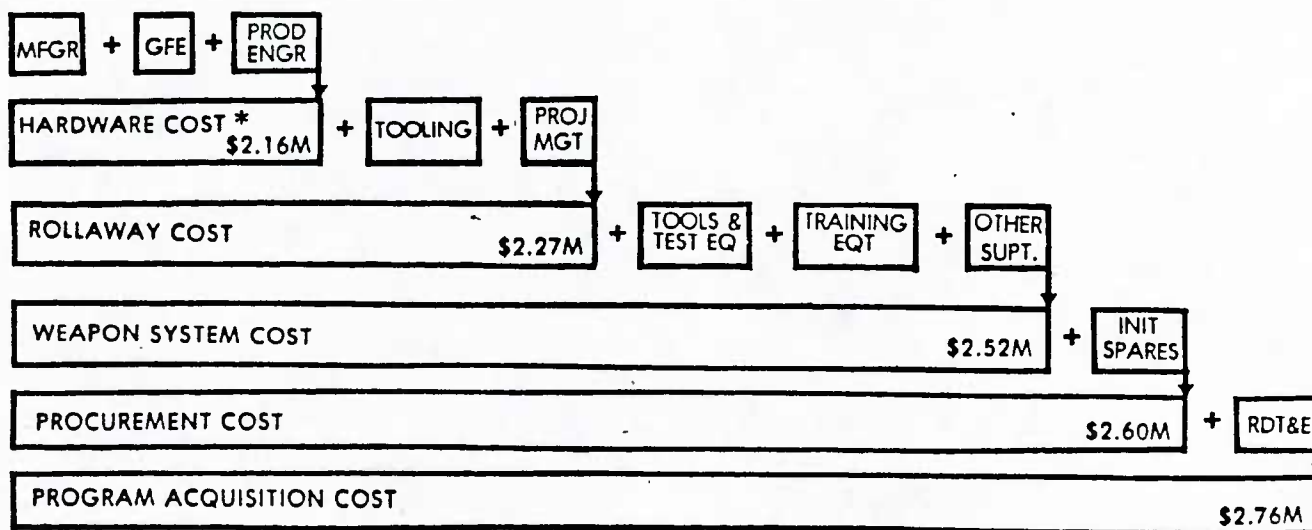 MFGR + GFE + PROD ENGR
HARDWARE COST *
$2.16M
+ TOOLING + PROJ MGT
ROLLAWAY COST
$2.27M
+ TOOLS & TEST EQ + TRAINING EQT + OTHER SUPT.
WEAPON SYSTEM COST
$2.52M
+ INIT SPARES
PROCUREMENT COST
$2.60M
+ RDT&E
PROGRAM ACQUISITION COST
$2.76M